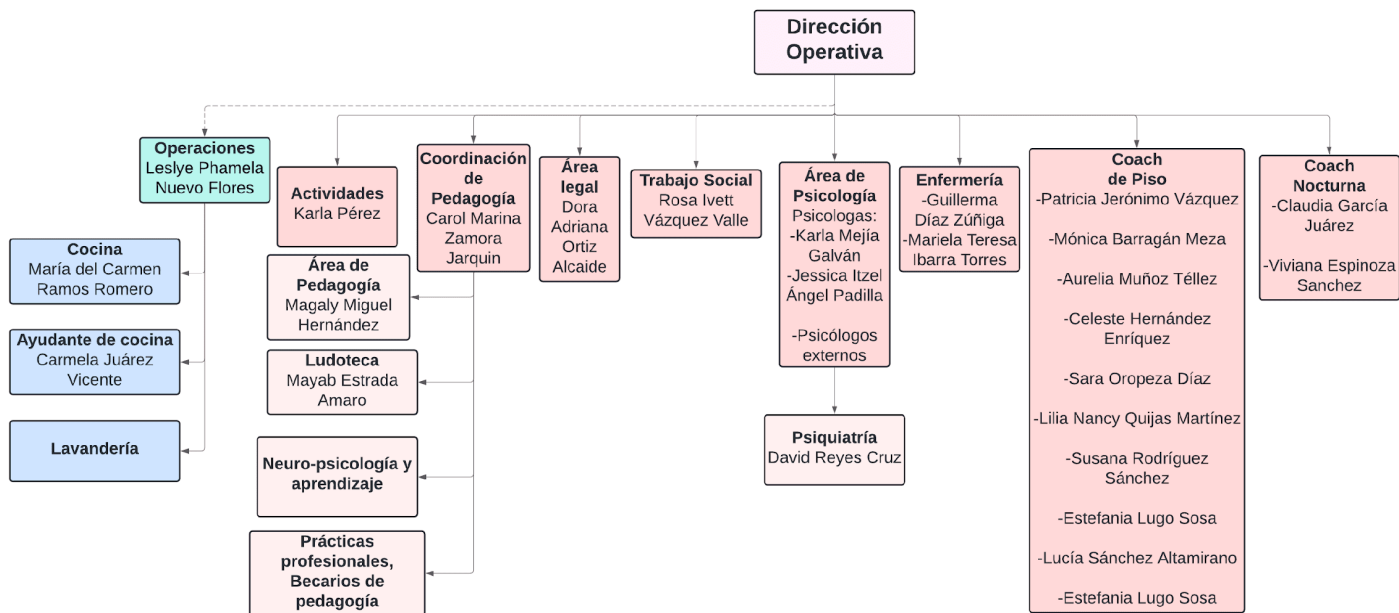 Dirección
Operativa
Operaciones
Leslye Phamela
Nuevo Flores
Cocina
María del Carmen
Ramos Romero
Ayudante de cocina
Carmela Juárez
Vicente
Lavandería
Actividades
Karla Pérez
Coordinación
de
Pedagogía
Carol Marina
Zamora
Jarquin
Área de
Pedagogía
Magaly Miguel
Hernández
Ludoteca
Mayab Estrada
Amaro
Neuro-psicología y
aprendizaje
Prácticas
profesionales,
Becarios de
pedagogía
Área
legal
Dora
Adriana
Ortiz
Alcaide
Trabajo Social
Rosa Ivett
Vázquez Valle
Área de
Psicología
Psicologas:
-Karla Mejía
Galván
-Jessica Itzel
Ángel Padilla
-Psicólogos
externos
Psiquiatría
David Reyes Cruz
Enfermería
-Guillerma
Díaz Zúñiga
-Mariela Teresa
Ibarra Torres
Coach
de Piso
-Patricia Jerónimo Vázquez
-Mónica Barragán Meza
-Aurelia Muñoz Téllez
-Celeste Hernández
Enríquez
-Sara Oropeza Díaz
-Lilia Nancy Quijas Martínez
-Susana Rodríguez
Sánchez
-Estefania Lugo Sosa
-Lucía Sánchez Altamirano
-Estefania Lugo Sosa
Coach
Nocturna
-Claudia García
Juárez
-Viviana Espinoza
Sanchez